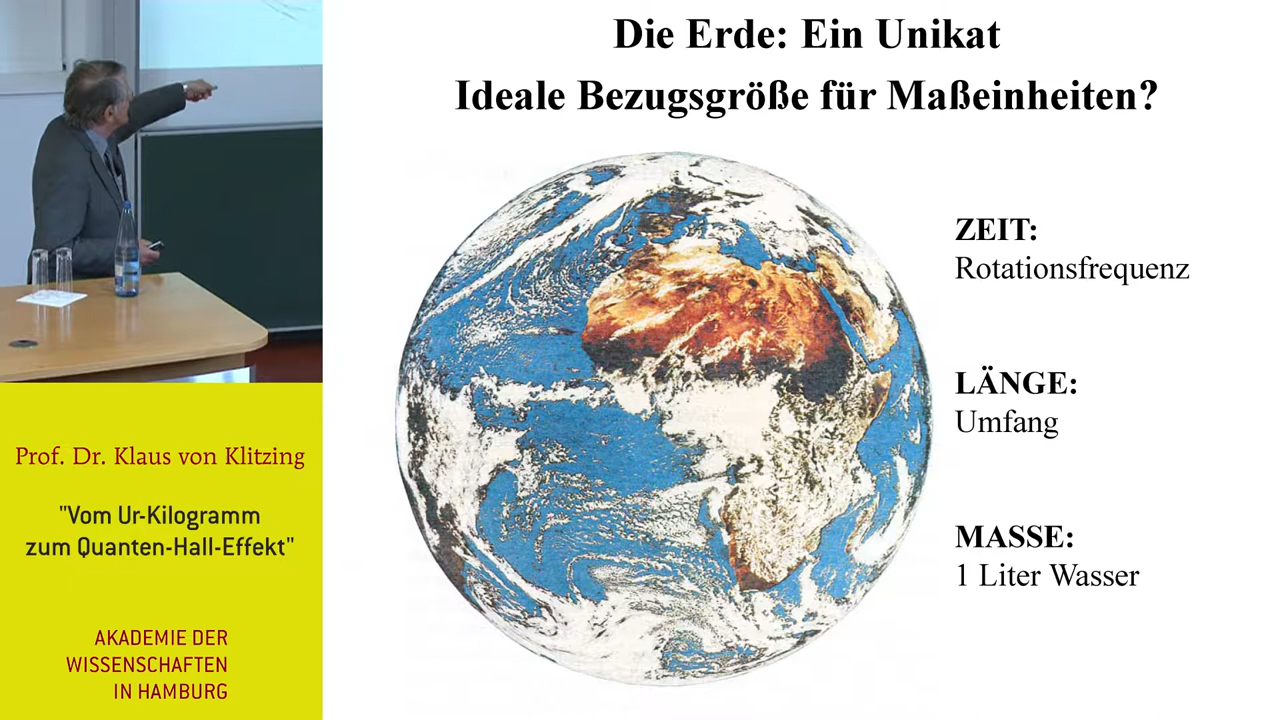 Die Erde: Ein Unikat
Ideale Bezugsgröße für Maßeinheiten?
ZEIT:
Rotationsfrequenz
LÄNGE:
Umfang
MASSE:
1 Liter Wasser
Prof. Dr. Klaus von Klitzing
"Vom Ur-Kilogramm
zum Quanten-Hall-Effekt"
AKADEMIE DER
WISSENSCHAFTEN
IN HAMBURG